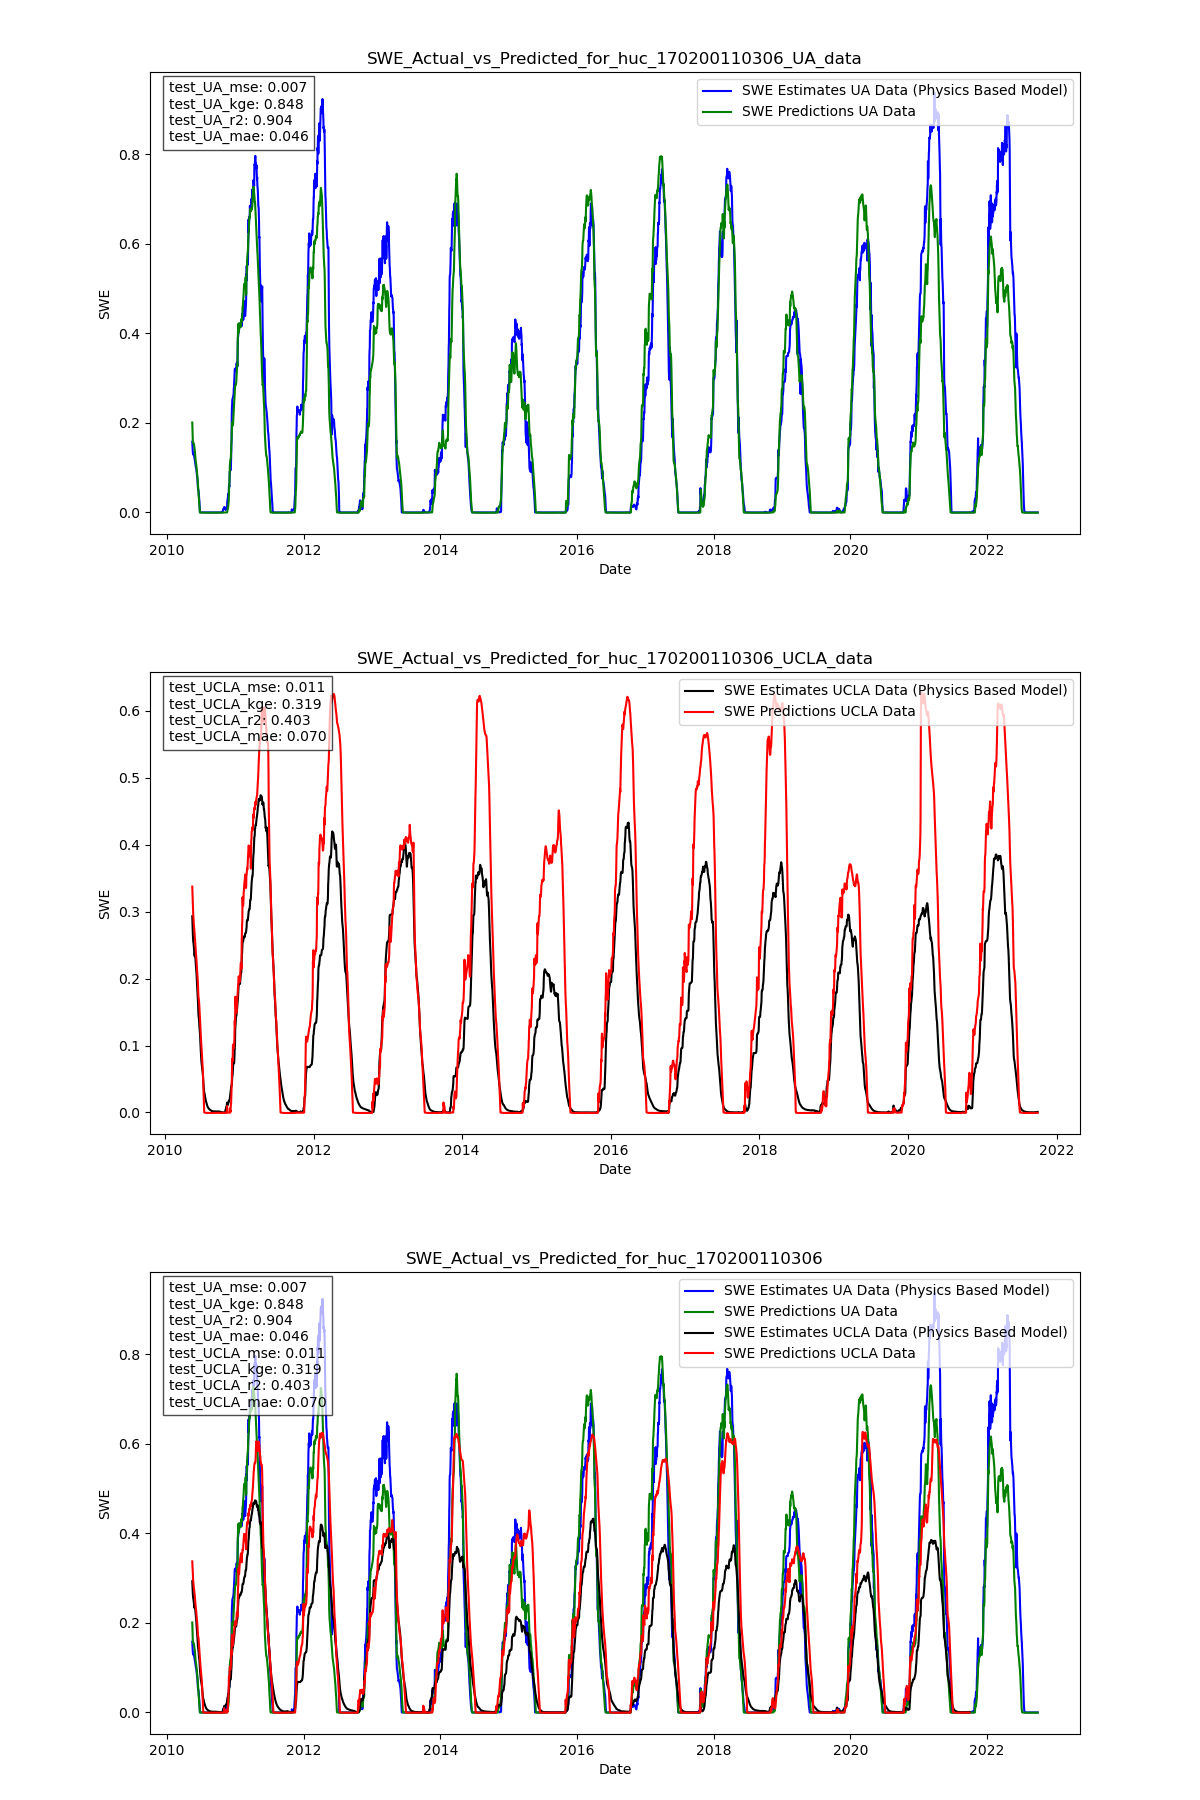 SWE_Actual_vs_Predicted_for_huc_170200110306_UA_data
test_UA_mse: 0.007
test_UA_kge: 0.848
test_UA_r2: 0.904
test_UA_mae: 0.046
SWE Estimates UA Data (Physics Based Model)
SWE Predictions UA Data
0.8
0.6
0.4
0.2
0.0
SWE
2010
2012
2014
2016
2018
2020
2022
Date
SWE_Actual_vs_Predicted_for_huc_170200110306_UCLA_data
test_UCLA_mse: 0.011
test_UCLA_kge: 0.319
test_UCLA_r2: 0.403
test_UCLA_mae: 0.070
SWE Estimates UCLA Data (Physics Based Model)
SWE Predictions UCLA Data
0.6
0.5
0.4
0.3
0.2
0.1
0.0
SWE
2010
2012
2014
2016
2018
2020
2022
Date
SWE_Actual_vs_Predicted_for_huc_170200110306
test_UA_mse: 0.007
test_UA_kge: 0.848
test_UA_r2: 0.904
test_UA_mae: 0.046
test_UCLA_mse: 0.011
test_UCLA_kge: 0.319
test_UCLA_r2: 0.403
test_UCLA_mae: 0.070
SWE Estimates UA Data (Physics Based Model)
SWE Predictions UA Data
SWE Estimates UCLA Data (Physics Based Model)
SWE Predictions UCLA Data
0.8
0.6
0.4
0.2
0.0
SWE
2010
2012
2014
2016
2018
2020
2022
Date